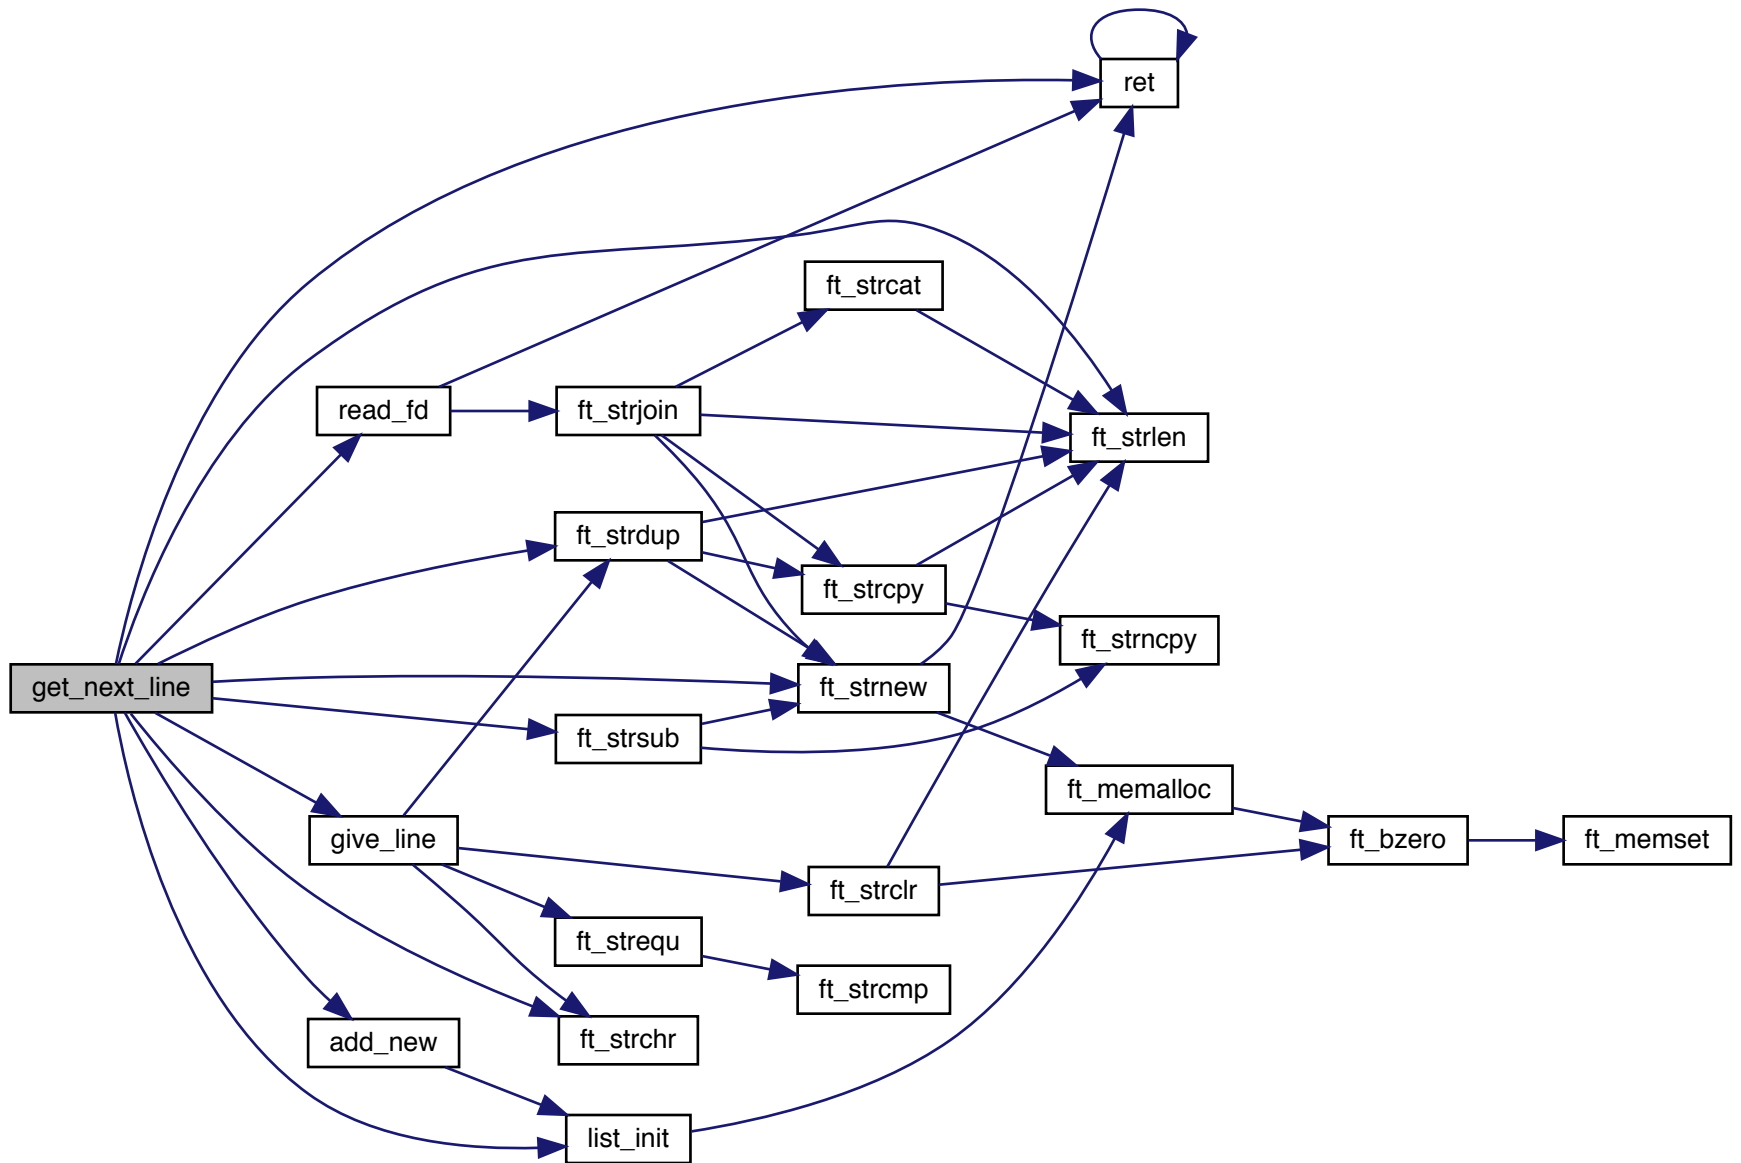 ret
ft_strcat
read_fd
ft_strjoin
ft_strlen
ft_strdup
ft_strcpy
ft_strncpy
get_next_line
ft_strnew
ft_strsub
ft_memalloc
give_line
ft_bzero
ft_memset
ft_strclr
ft_strequ
ft_strcmp
add_new
ft_strchr
list_init